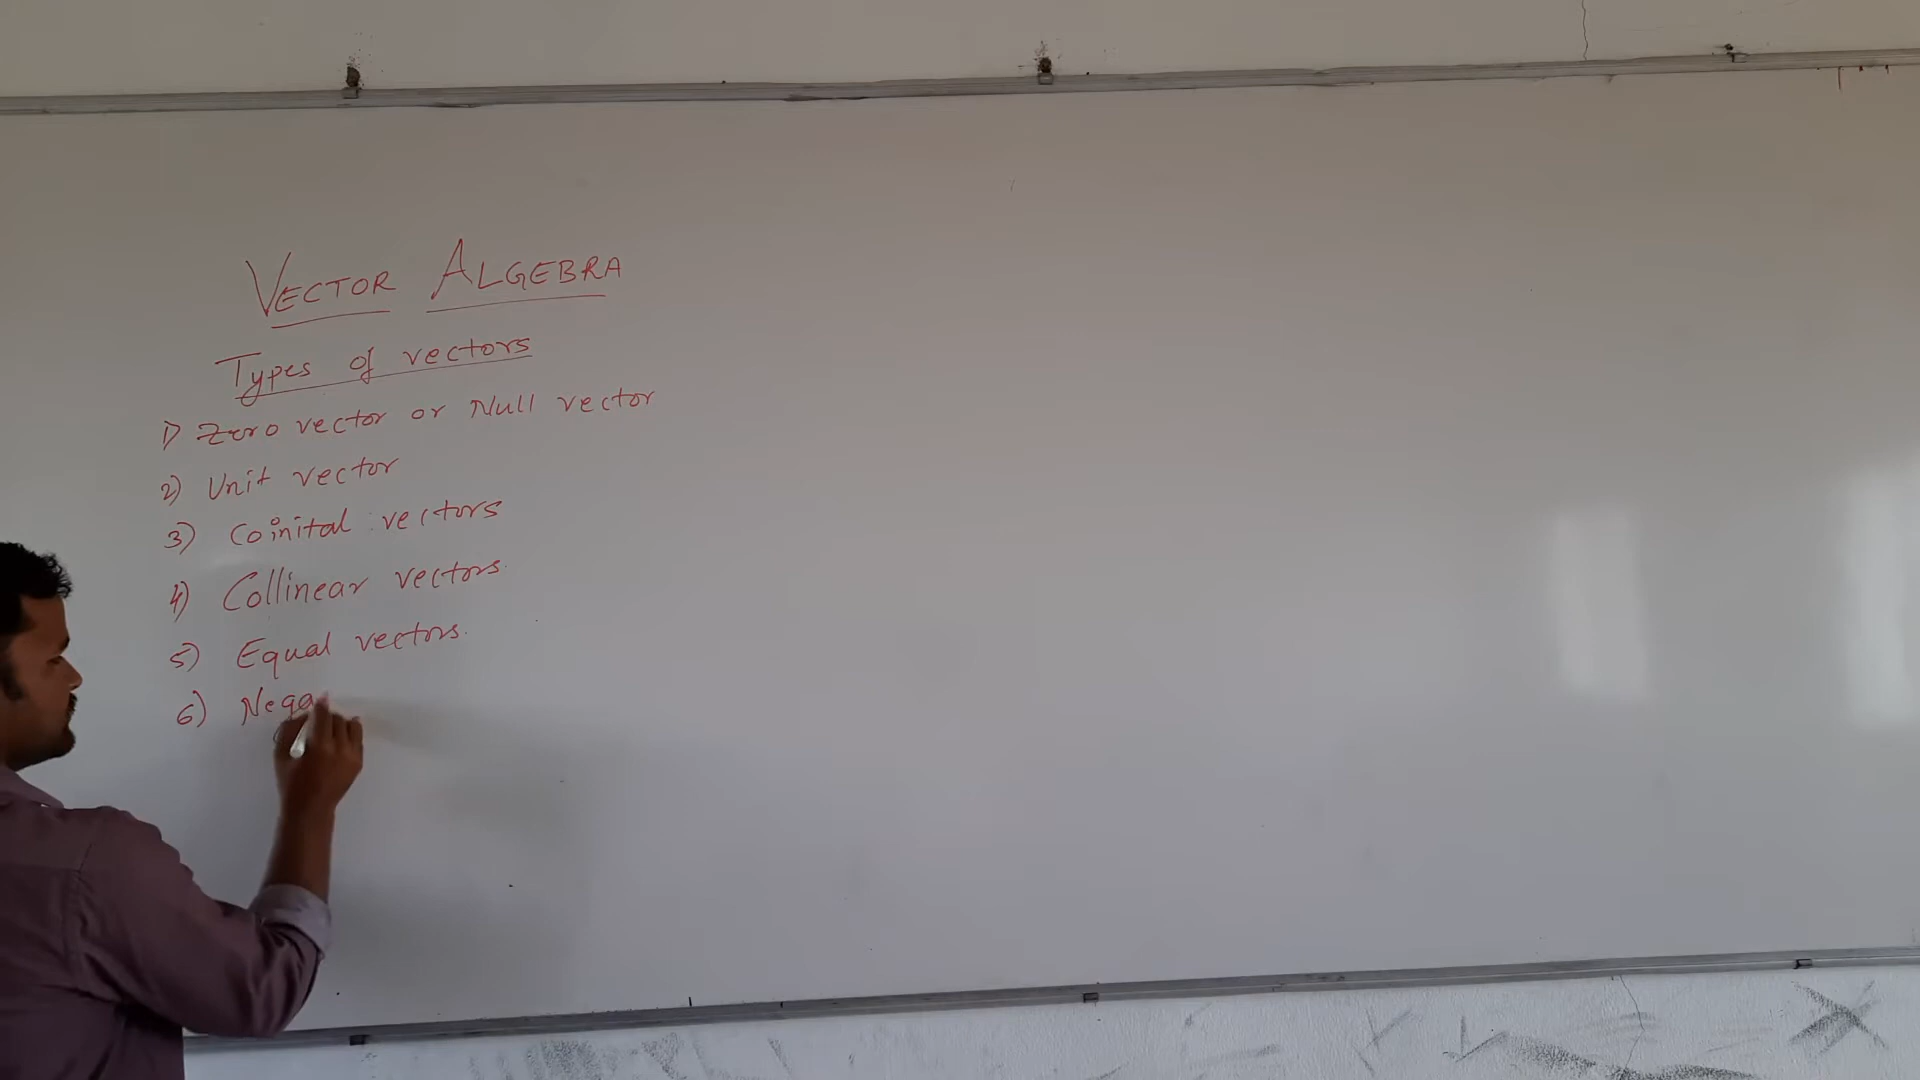 VECTOR ALGEBRA
Types of vectors
1) Zero vector or Null vector
2) Unit vector
3) Coinital vectors
4) Collinear vectors.
5) Equal vectors.
6) Nega